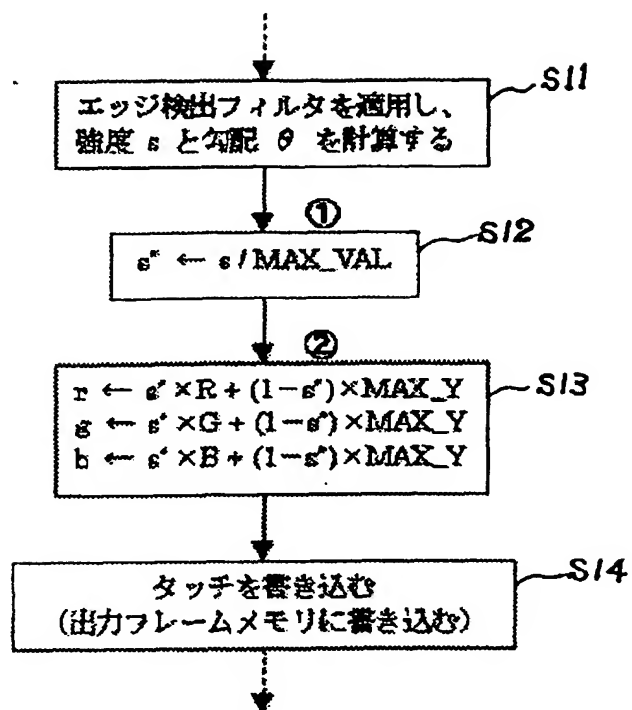 S11
エッジ検出フィルタを適用し、
強度 s と勾配 θ を計算する
①
S12
s* ← s / MAX_VAL
②
S13
r ← s* ×R + (1−s*)×MAX_Y
g ← s* ×G + (1−s*)×MAX_Y
b ← s* ×B + (1−s*)×MAX_Y
S14
タッチを書き込む
(出力フレームメモリに書き込む)